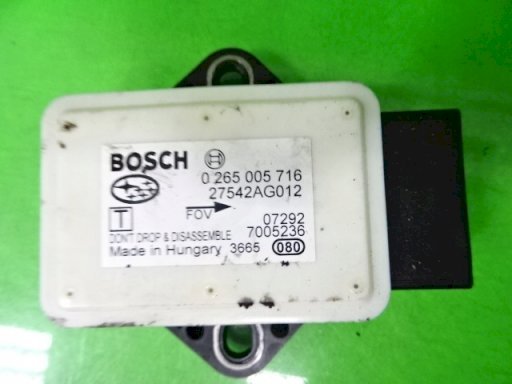 BOSCH
0 265 005 716
27542AG012
T
FOV
07292
DON'T DROP & DISASSEMBLE 7005236
Made in Hungary 3665 080